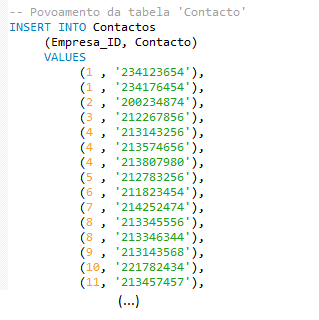 -- Povoamento da tabela 'Contacto'
INSERT INTO Contactos
(Empresa_ID, Contacto)
VALUES
(1 , '234123654'),
(1 , '234176454'),
(2 , '200234874'),
(3 , '212267856'),
(4 , '213143256'),
(4 , '213574656'),
(4 , '213807980'),
(5 , '212783256'),
(6 , '211823454'),
(7 , '214252474'),
(8 , '213345556'),
(8 , '213346344'),
(9 , '213143568'),
(10, '221782434'),
(11, '213457457'),
(...)